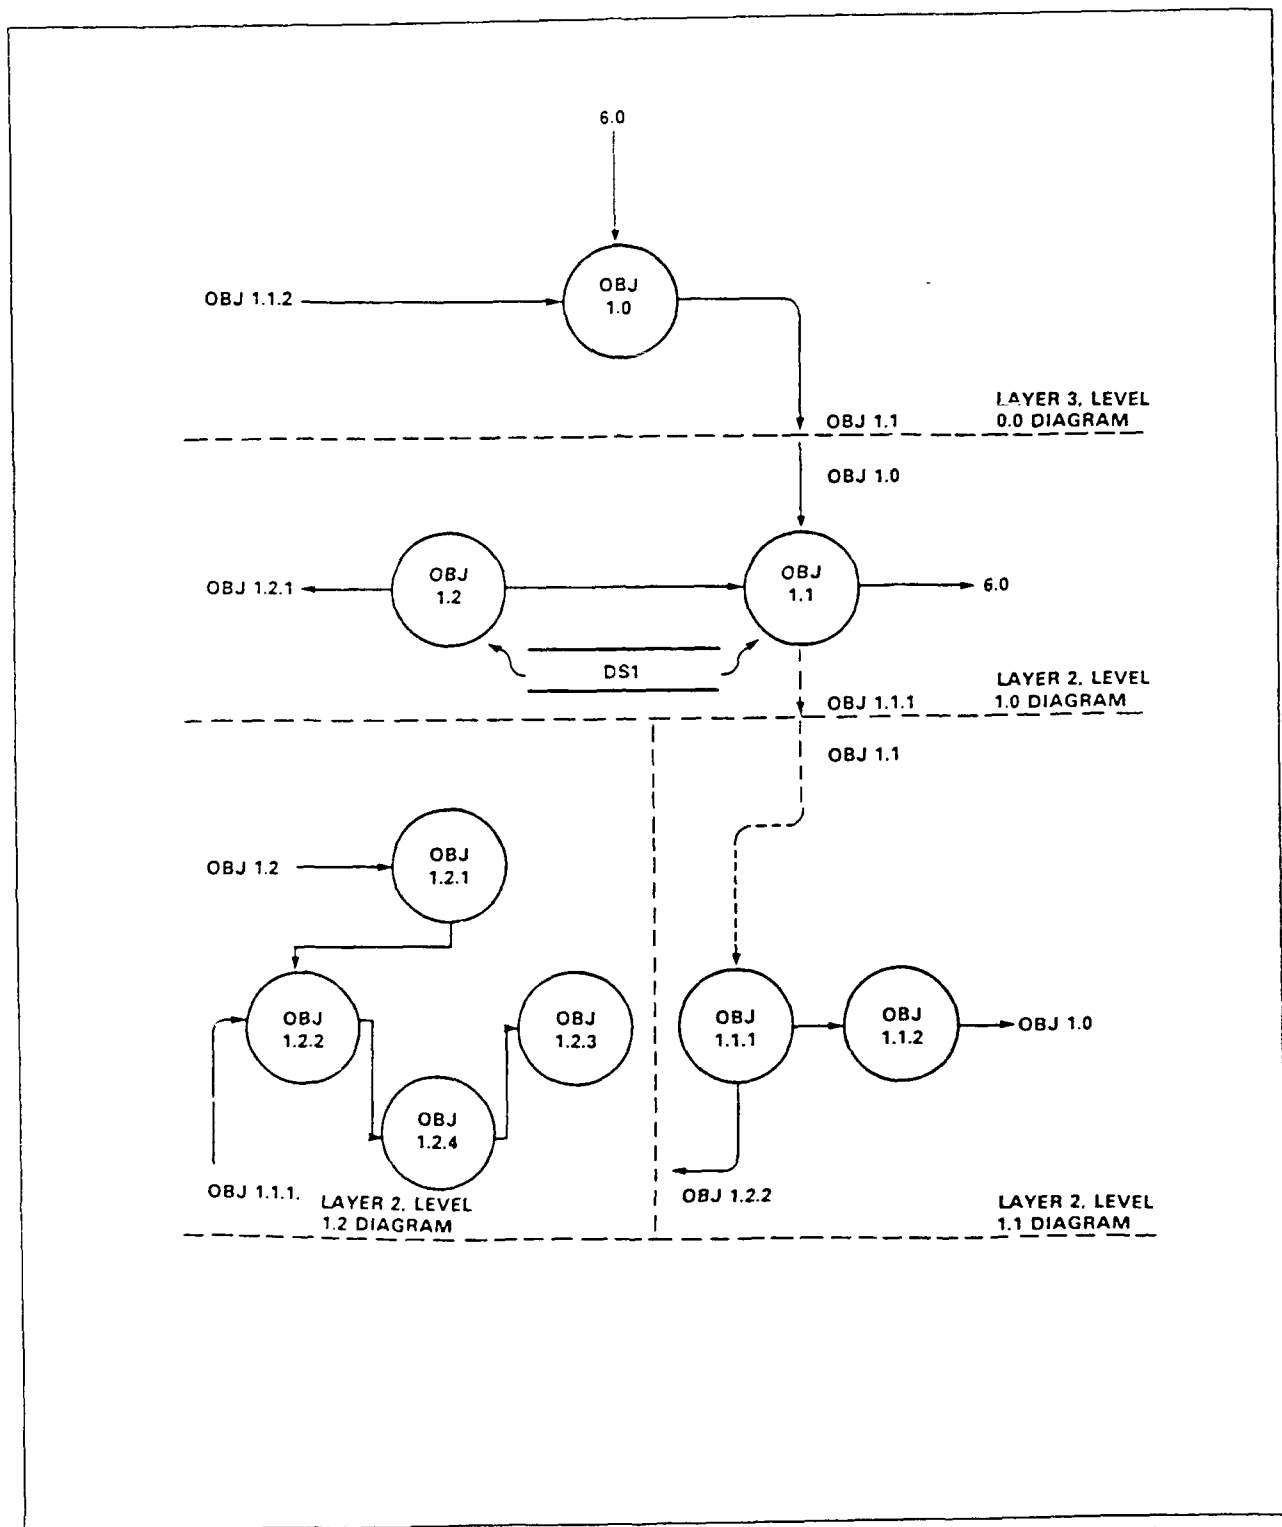 6.0
OBJ
1.0
OBJ 1.1.2
OBJ 1.1
LAYER 3, LEVEL
0.0 DIAGRAM
OBJ 1.0
OBJ 1.2.1
OBJ
1.2
OBJ
1.1
6.0
DS1
OBJ 1.1.1
LAYER 2, LEVEL
1.0 DIAGRAM
OBJ 1.1
OBJ 1.2
OBJ
1.2.1
OBJ
1.2.2
OBJ
1.2.3
OBJ
1.2.4
OBJ 1.1.1.
LAYER 2, LEVEL
1.2 DIAGRAM
OBJ
1.1.1
OBJ
1.1.2
OBJ 1.0
OBJ 1.2.2
LAYER 2, LEVEL
1.1 DIAGRAM